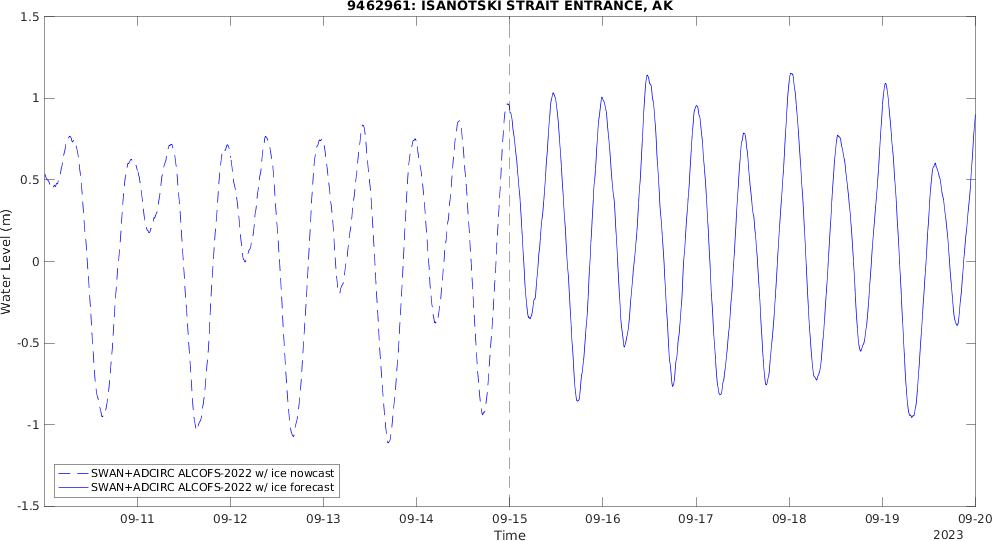 9462961: ISANOTSKI STRAIT ENTRANCE, AK
1.5
1
0.5
0
-0.5
-1
-1.5
Water Level (m)
SWAN+ADCIRC ALCOFS-2022 w/ ice nowcast
SWAN+ADCIRC ALCOFS-2022 w/ ice forecast
09-11 09-12 09-13 09-14 09-15 09-16 09-17 09-18 09-19 09-20
Time
2023